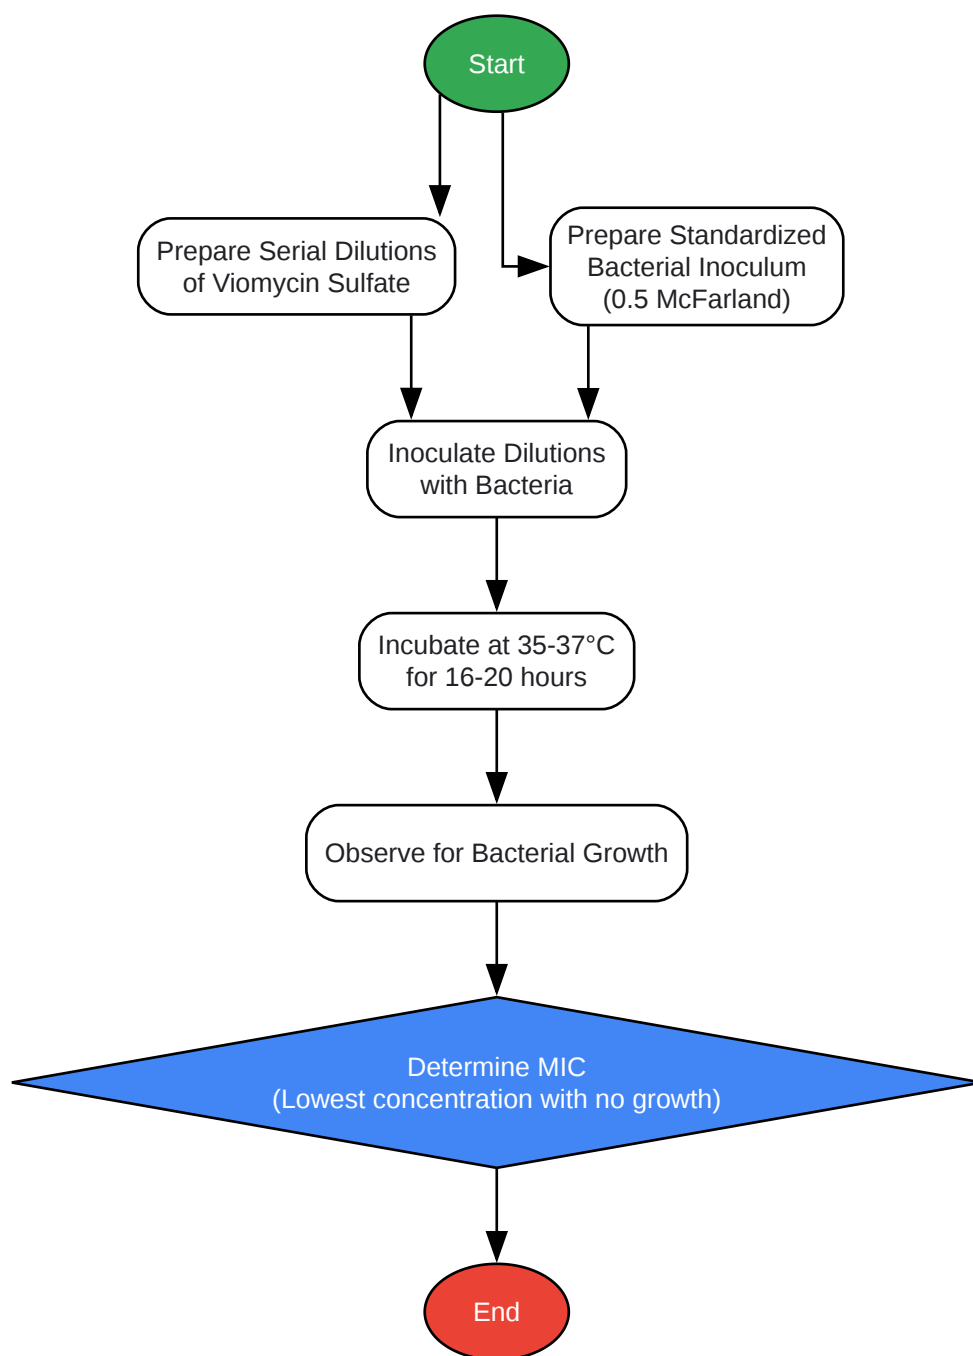 Start
Prepare Serial Dilutions
of Viomycin Sulfate
Prepare Standardized
Bacterial Inoculum
(0.5 McFarland)
Inoculate Dilutions
with Bacteria
Incubate at 35-37°C
for 16-20 hours
Observe for Bacterial Growth
Determine MIC
(Lowest concentration with no growth)
End